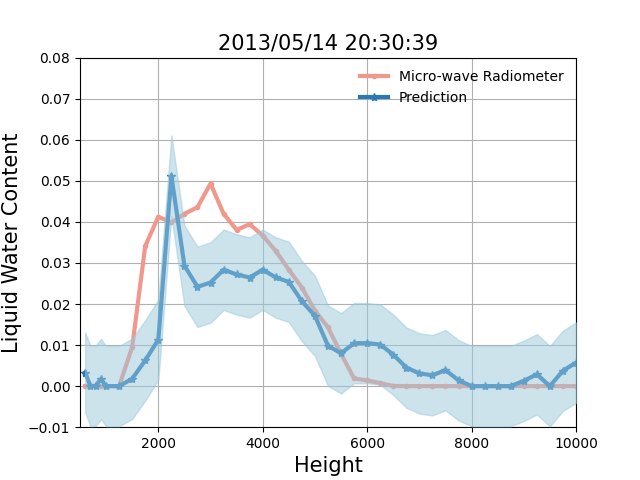 2013/05/14 20:30:39
Micro-wave Radiometer
Prediction
Liquid Water Content
0.08
0.07
0.06
0.05
0.04
0.03
0.02
0.01
0.00
−0.01
2000 4000 6000 8000 10000
Height